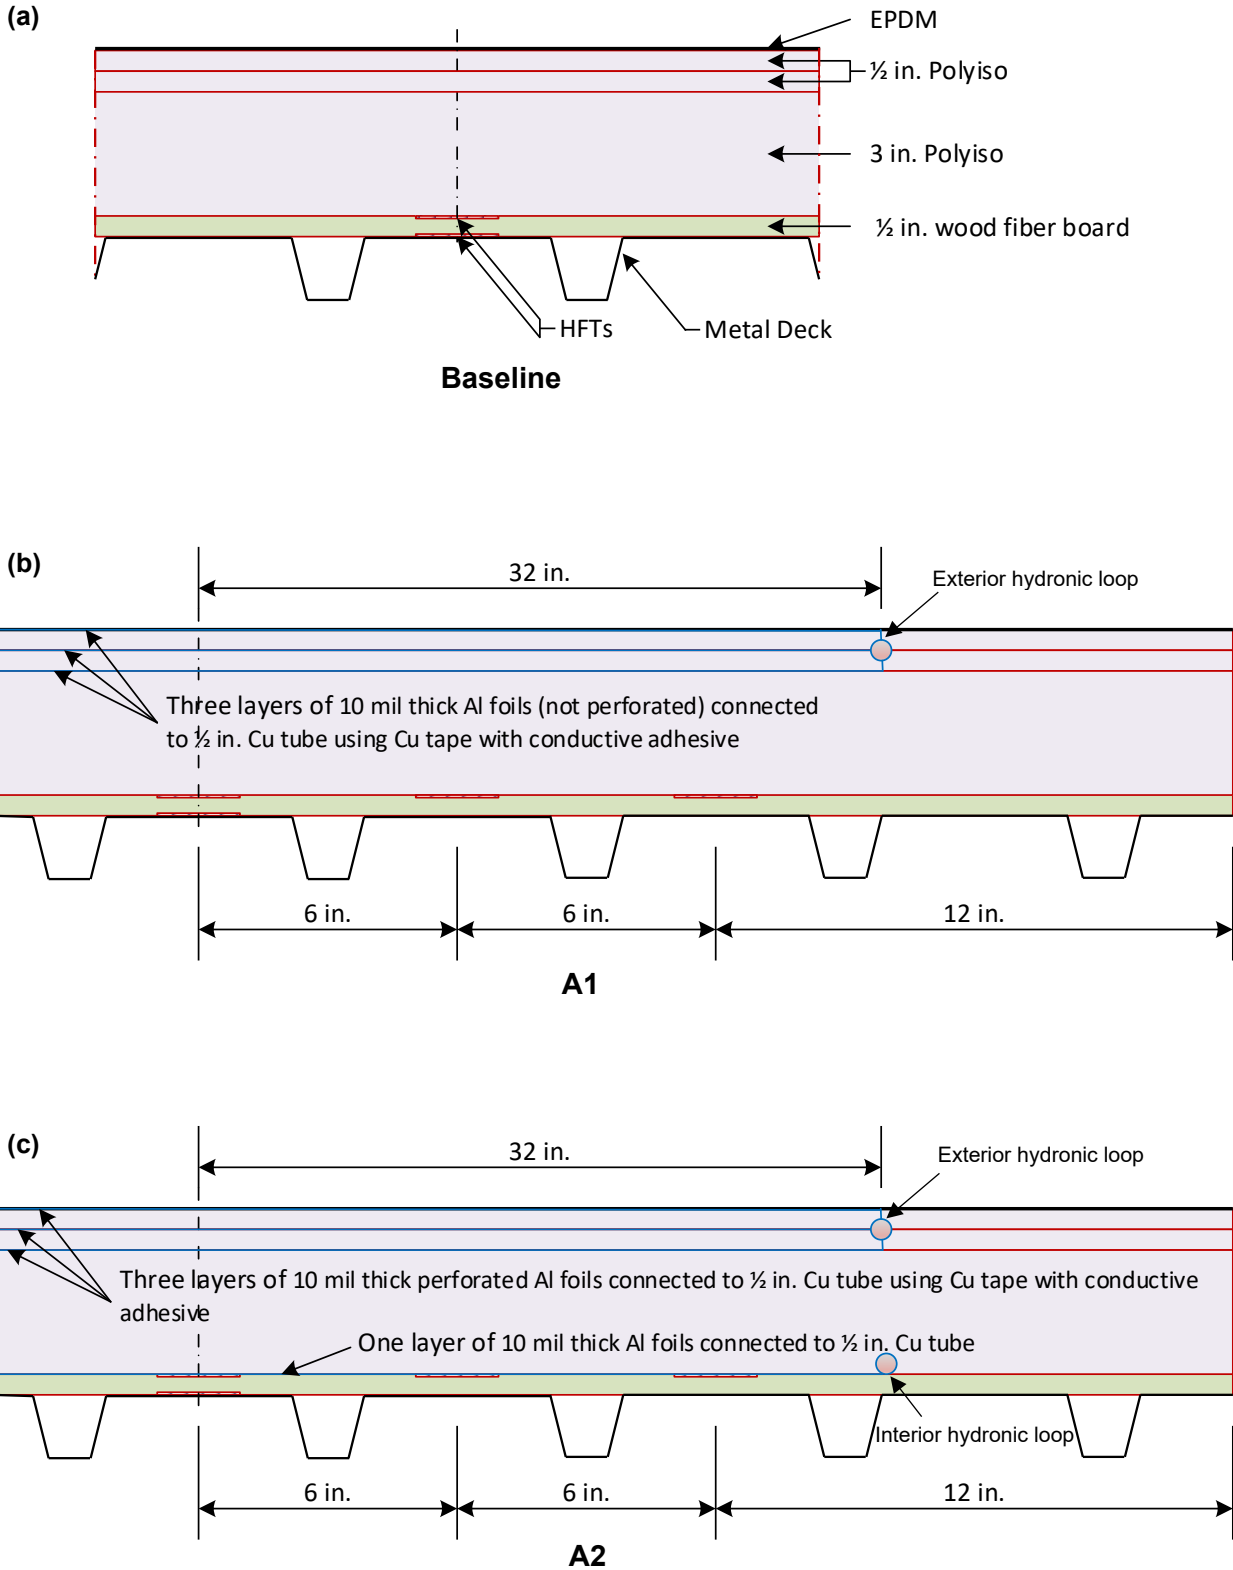 (a)
EPDM
½ in. Polyiso
3 in. Polyiso
½ in. wood fiber board
HFTs
Metal Deck
Baseline
(b)
32 in.
Exterior hydronic loop
Three layers of 10 mil thick Al foils (not perforated) connected
to ½ in. Cu tube using Cu tape with conductive adhesive
6 in.
6 in.
12 in.
A1
(c)
32 in.
Exterior hydronic loop
Three layers of 10 mil thick perforated Al foils connected to ½ in. Cu tube using Cu tape with conductive
adhesive
One layer of 10 mil thick Al foils connected to ½ in. Cu tube
Interior hydronic loop
6 in.
6 in.
12 in.
A2